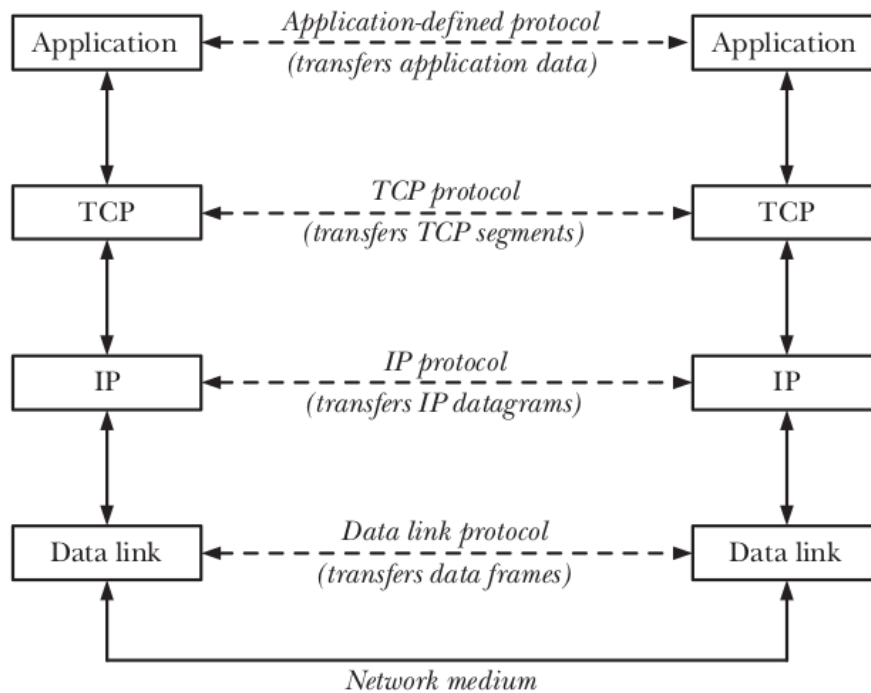 Application
Application-defined protocol
(transfers application data)
Application
TCP
TCP protocol
(transfers TCP segments)
TCP
IP
IP protocol
(transfers IP datagrams)
IP
Data link
Data link protocol
(transfers data frames)
Data link
Network medium